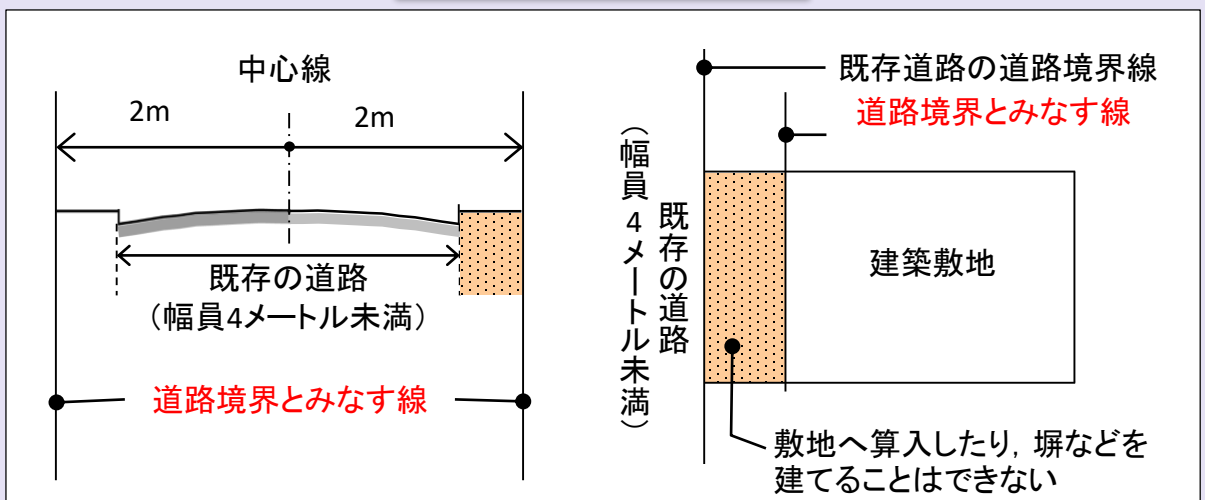 中心線
2m
2m
既存の道路
(幅員4メートル未満)
道路境界とみなす線
既存道路の道路境界線
道路境界とみなす線
既存の道路
(幅員4メートル未満)
建築敷地
敷地へ算入したり, 塀などを
建てることはできない